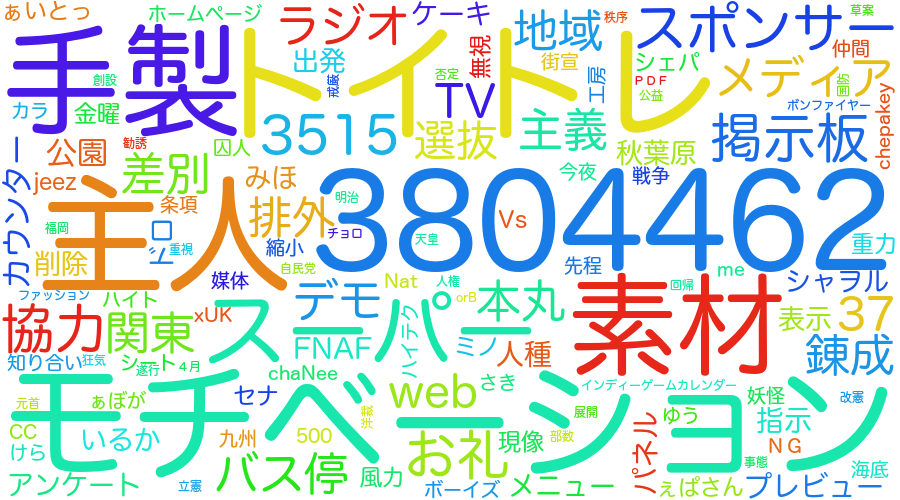 ぁいとっ
ホームページ
ラジオ
ケーキ
スポンサー
秩序
草案
手製
トイトレ
地域
仲間
出発
無視
街宣
シェパ
メディア
創設
戒厳
否定
PDF
国防
カラ
金曜
TV
工房
公益
ボンファイヤー
3515
選抜
主義
掲示板
chepakey
勧誘
囚人
公園
差別
秋葉原
カウンター
jeez
みほ
今夜
戦争
3804462
主人
条項
明治
排外
Vs
ドロ
チョロ
福岡
重視
縮小
天皇
重力
削除
自民党
媒体
先程
me
シャヲル
Nat
人権
回帰
ファッション
ハイト
デモ
orB
本丸
素材
37
協力
関東
xUK
スーパー
表示
ハイテク
知り合い
狂気
シート
遂行
4月
FNAF
ミノ
人種
錬成
chaNee
モチベーション
セナ
web
さき
インディーゲームカレンダー
元首
ぁぼが
妖怪
改憲
展開
ゆう
CC
いるか
九州
500
お礼
現像
部数
パネル
指示
NG
けら
バス停
風力
事態
海底
アンケート
立憲
ボーイズ
メニュー
ぇぱさん
プレビュー